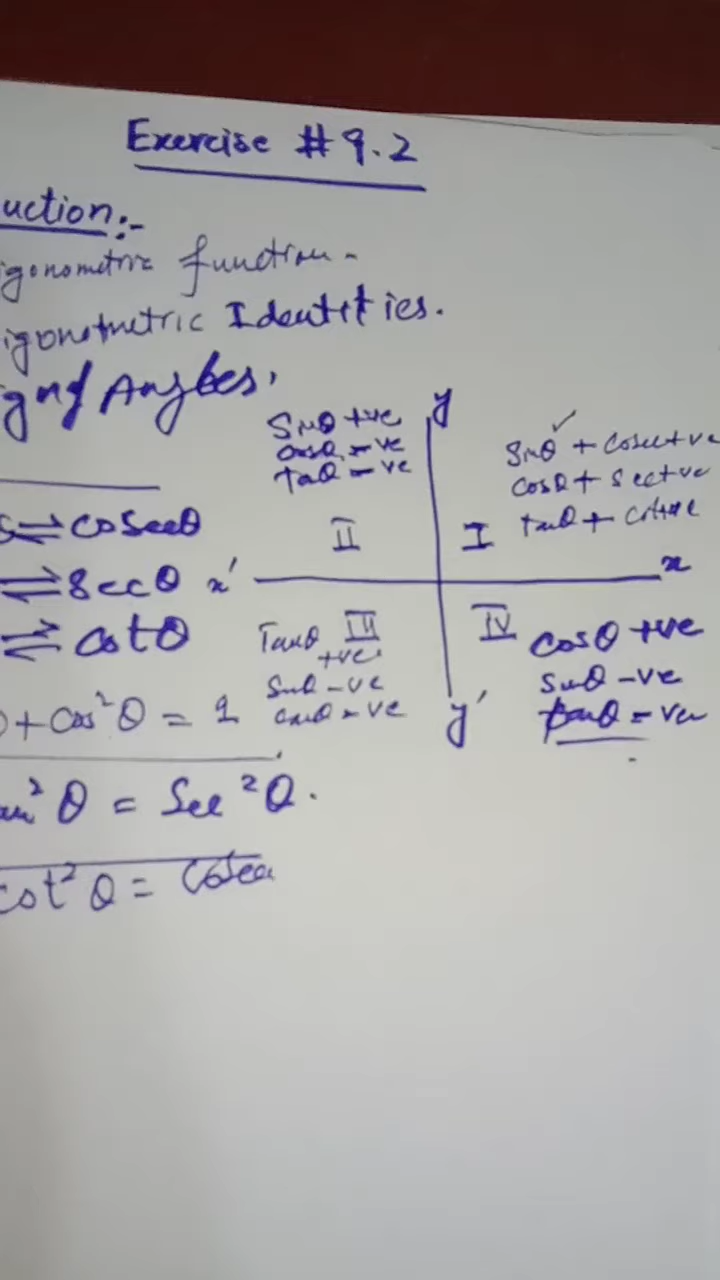 Exercise # 9.2
uction:-
igonometric function-
igonometric Identities.
ign of Angles.
Sinθ +ve
cosθ = -ve
tanθ = ve
y
Sinθ + Cosec +ve
Cosθ + Sec +ve
tanθ + Cot +ve
⇌ Cosecθ
⇌ Secθ
⇌ Cotθ
II
I
x'
x
Tanθ III
+ve
Sinθ -ve
cosθ = ve
IV
Cosθ +ve
Sinθ -ve
tanθ = ve
y'
+ Cos²θ = 1
an²θ = Sec²θ.
Cot²θ = Cosec